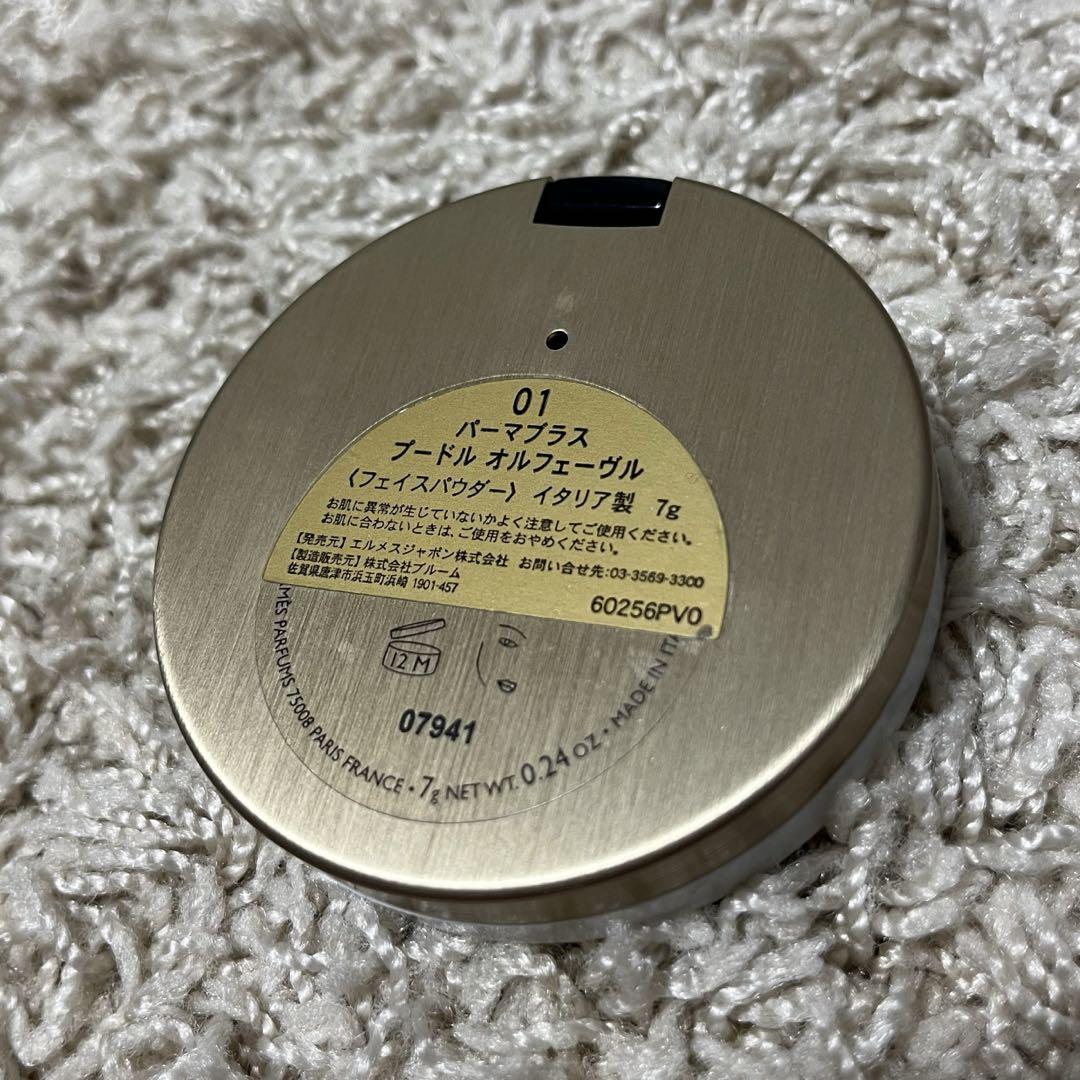 01
パーマブラス
プードル オルフェーヴル
〈フェイスパウダー〉 イタリア製 7g
お肌に異常が生じていないかよく注意してご使用ください。
お肌に合わないときは、ご使用をおやめください。
【発売元】エルメスジャポン株式会社 お問い合せ先:03-3569-3300
【製造販売元】株式会社ブルーム
佐賀県唐津市浜玉町浜崎 1901-457
60256PV0
12 M
07941
PARFUMS 75008 PARIS FRANCE • 7g NET WT. 0.24 OZ • MADE IN